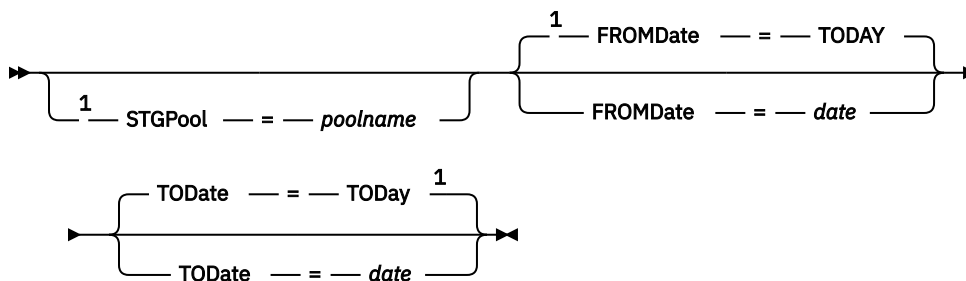 1 FROMDate = TODAY
1 STGPool = poolname
FROMDate = date
TODate = TODay 1
TODate = date